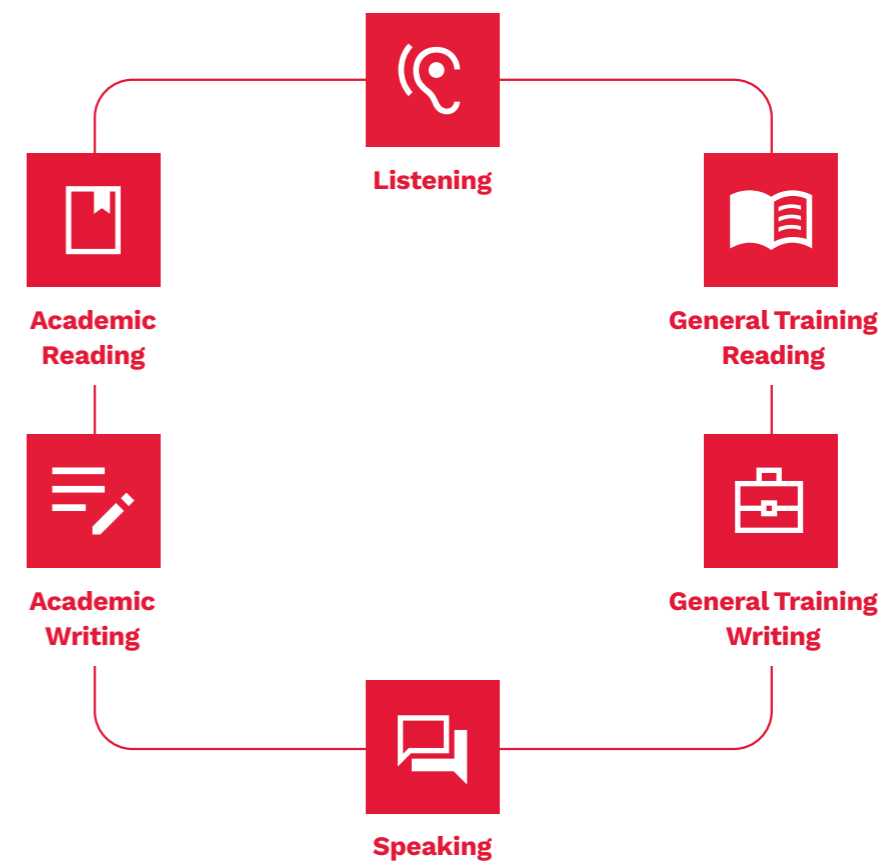 Listening
Academic
Reading
General Training
Reading
Academic
Writing
General Training
Writing
Speaking